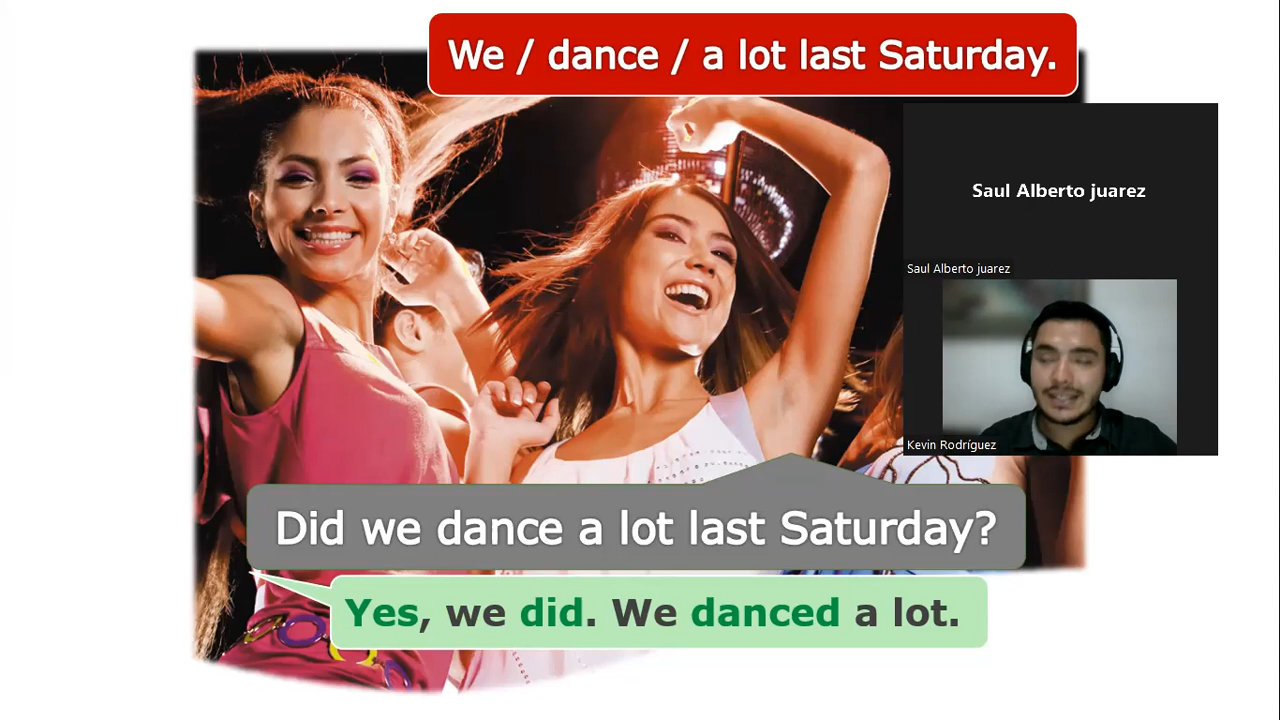 We / dance / a lot last Saturday.
Saul Alberto juarez
Saul Alberto juarez
Kevin Rodríguez
Did we dance a lot last Saturday?
Yes, we did. We danced a lot.